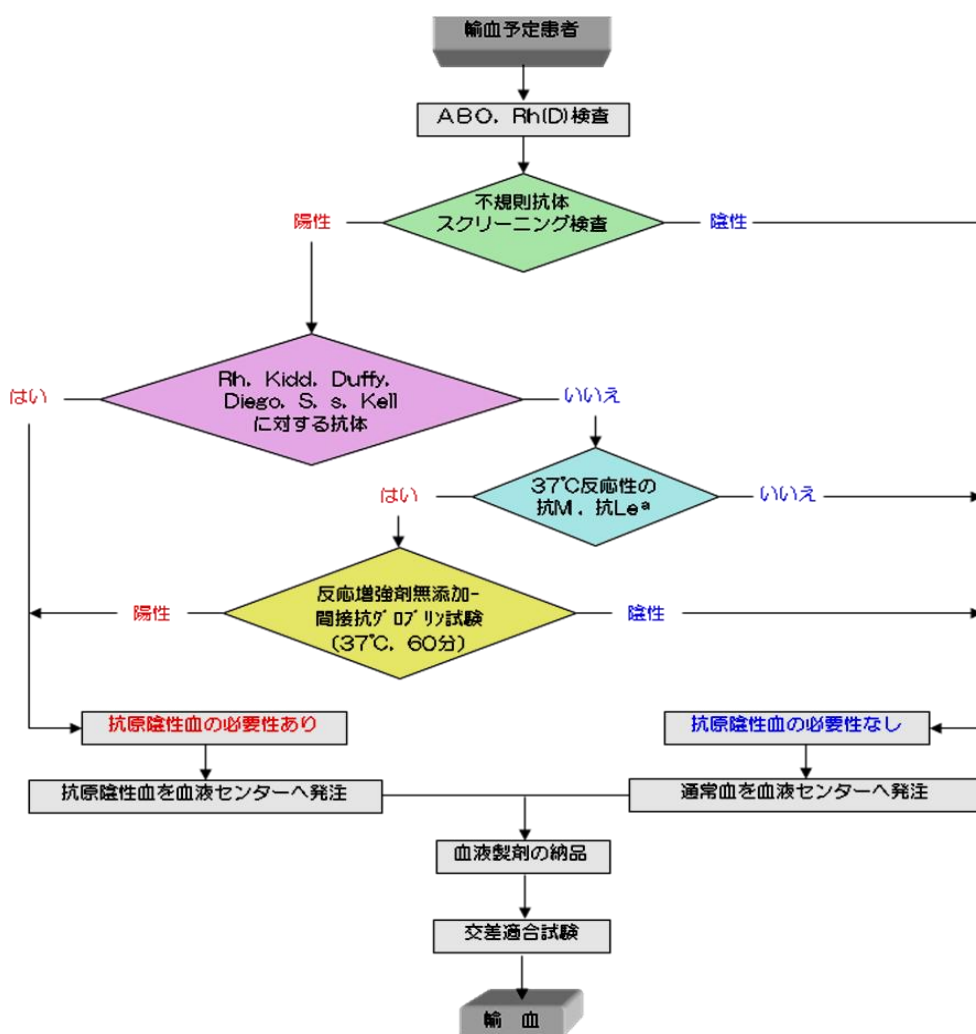 輸血予定患者
ABO. Rh(D)検査
不規則抗体
スクリーニング検査
陽性
陰性
Rh. Kidd. Duffy.
Diego. S. s. Kell
に対する抗体
はい
いいえ
37℃反応性の
抗M. 抗Leᵃ
はい
いいえ
反応増強剤無添加-
間接抗グロブリン試験
(37℃. 60分)
陽性
陰性
抗原陰性血の必要性あり
抗原陰性血の必要性なし
抗原陰性血を血液センターへ発注
通常血を血液センターへ発注
血液製剤の納品
交差適合試験
輸 血